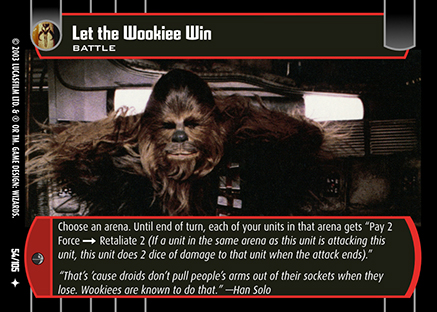 Let the Wookiee Win
BATTLE
© 2003 LUCASFILM LTD. & ® OR TM. GAME DESIGN: WIZARDS.
54/105
Choose an arena. Until end of turn, each of your units in that arena gets “Pay 2
Force → Retaliate 2 (If a unit in the same arena as this unit is attacking this
unit, this unit does 2 dice of damage to that unit when the attack ends).”
“That’s ’cause droids don’t pull people’s arms out of their sockets when they
lose. Wookiees are known to do that.” —Han Solo